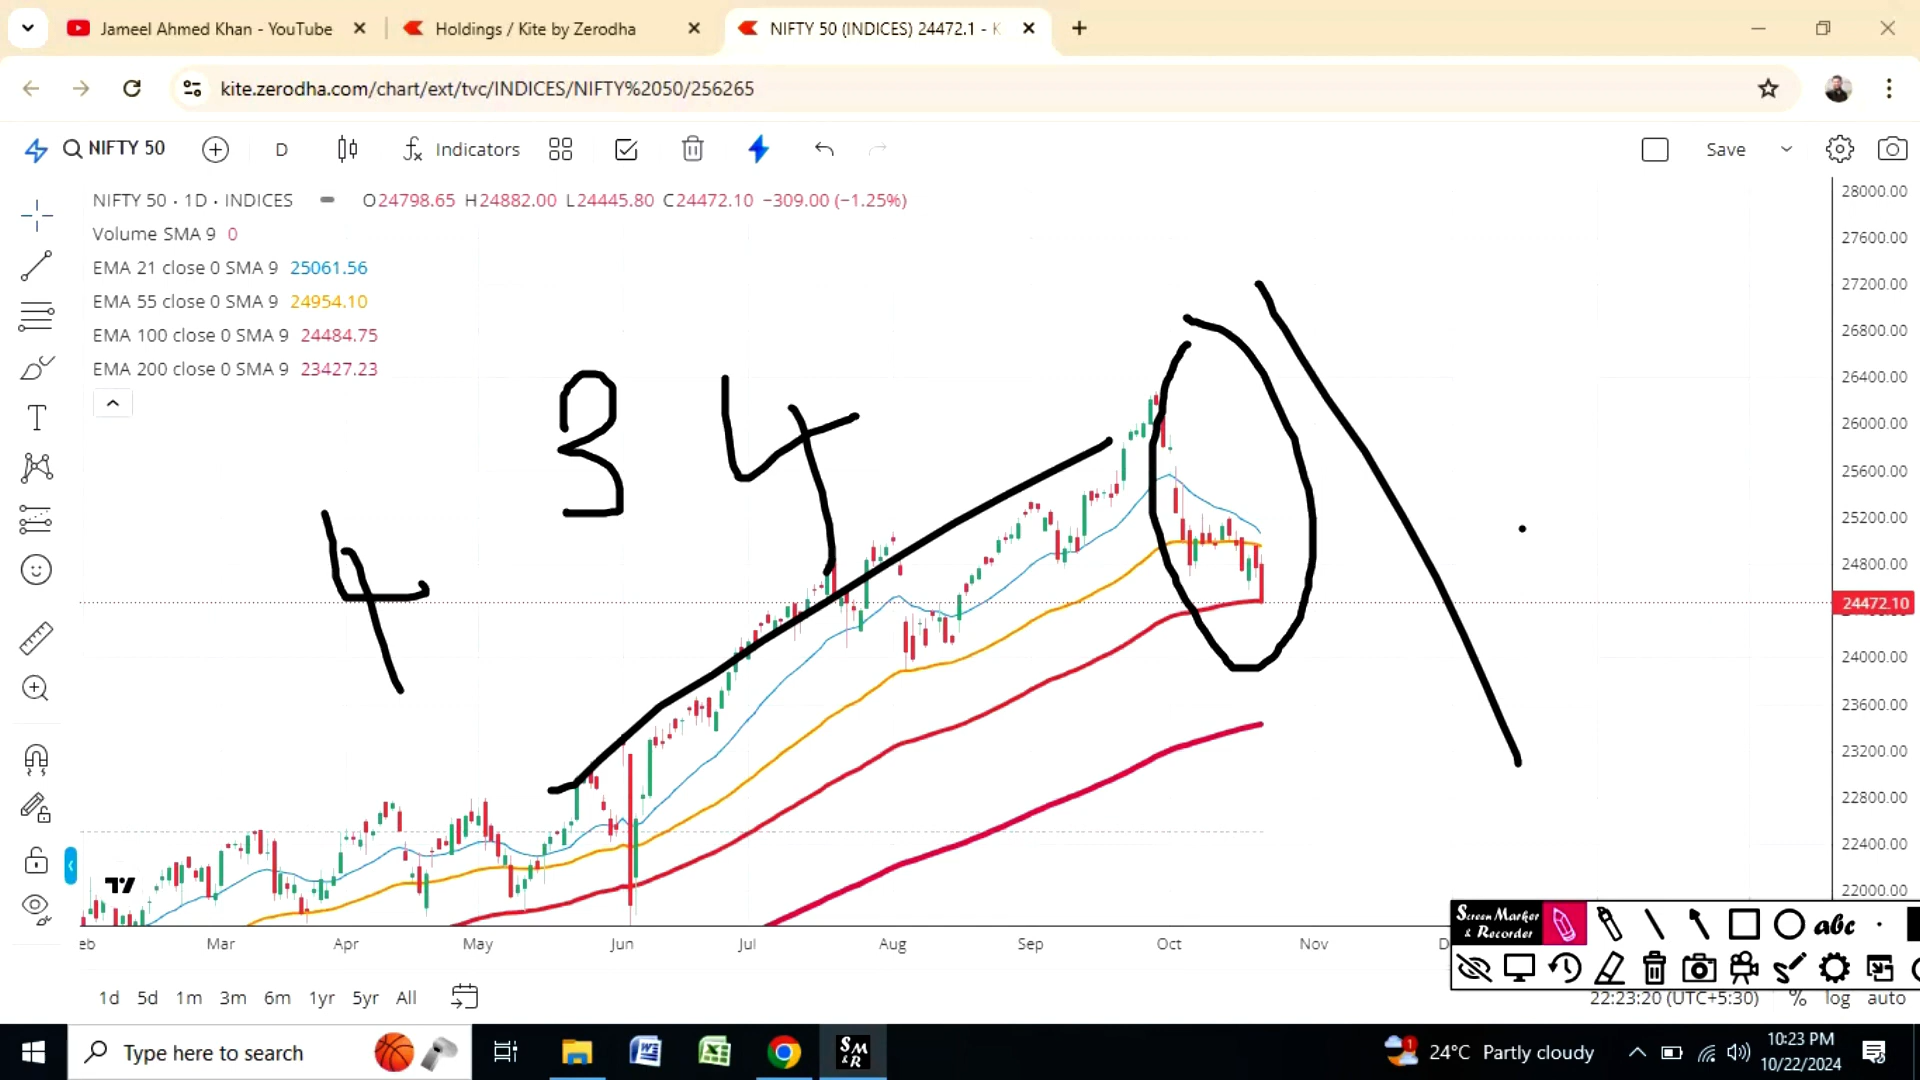 Jameel Ahmed Khan - YouTube
Holdings / Kite by Zerodha
NIFTY 50 (INDICES) 24472.1 - K
kite.zerodha.com/chart/ext/tvc/INDICES/NIFTY%2050/256265
NIFTY 50
D
Indicators
Save
NIFTY 50 · 1D · INDICES O24798.65 H24882.00 L24445.80 C24472.10 −309.00 (−1.25%)
Volume SMA 9 0
EMA 21 close 0 SMA 9 25061.56
EMA 55 close 0 SMA 9 24954.10
EMA 100 close 0 SMA 9 24484.75
EMA 200 close 0 SMA 9 23427.23
3 4
4
28000.00
27600.00
27200.00
26800.00
26400.00
26000.00
25600.00
25200.00
24800.00
24472.10
24000.00
23600.00
23200.00
22800.00
22400.00
22000.00
eb Mar Apr May Jun Jul Aug Sep Oct Nov D
Screen Marker
& Recorder
abc
1d 5d 1m 3m 6m 1yr 5yr All
22:23:20 (UTC+5:30) % log auto
Type here to search
SM
&R
1
24°C Partly cloudy
10:23 PM
10/22/2024